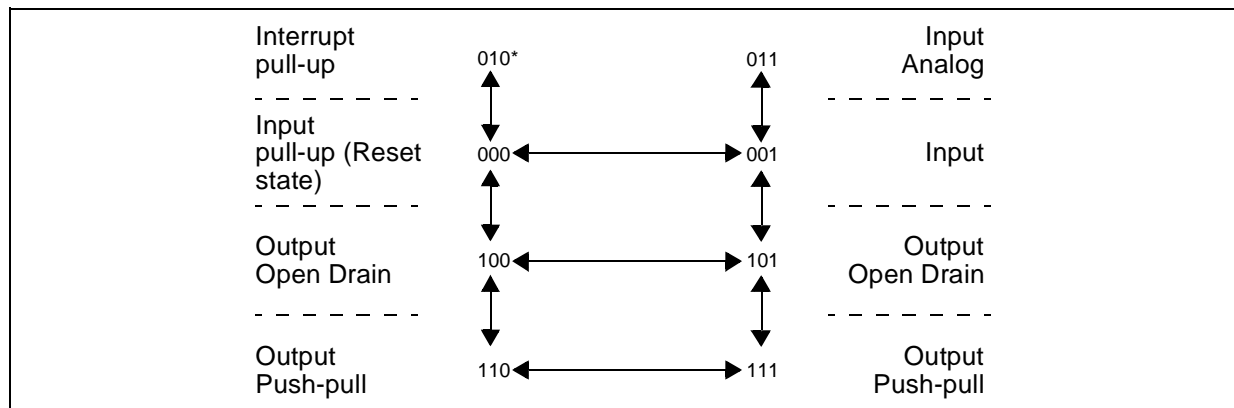 Interrupt
pull-up
010*
011
Input
Analog
Input
pull-up (Reset
state)
000
001
Input
Output
Open Drain
100
101
Output
Open Drain
Output
Push-pull
110
111
Output
Push-pull